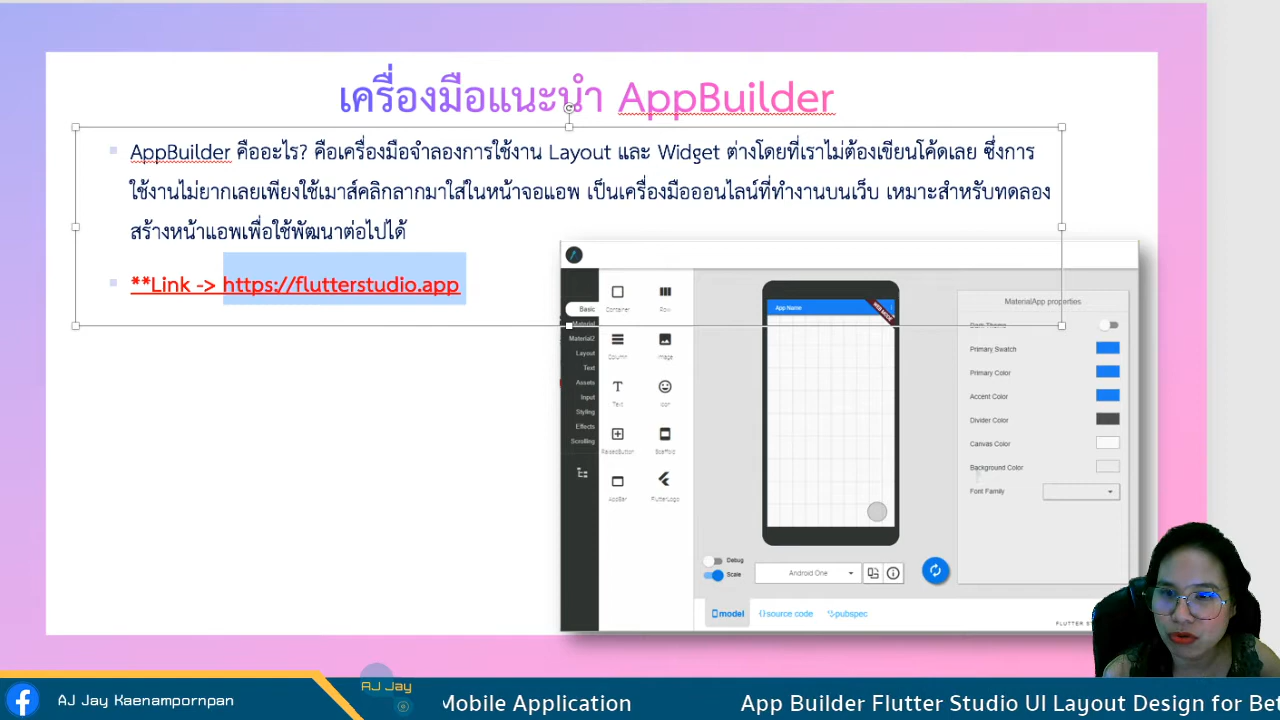 เครื่องมือแนะนำ AppBuilder
AppBuilder คืออะไร? คือเครื่องมือจำลองการใช้งาน Layout และ Widget ต่างโดยที่เราไม่ต้องเขียนโค้ดเลย ซึ่งการ
ใช้งานไม่ยากเลยเพียงใช้เมาส์คลิกลากมาใส่ในหน้าจอแอพ เป็นเครื่องมือออนไลน์ที่ทำงานบนเว็บ เหมาะสำหรับทดลอง
สร้างหน้าแอพเพื่อใช้พัฒนาต่อไปได้
**Link -> https://flutterstudio.app
Basic
Material
Material2
Layout
Text
Assets
Input
Styling
Effects
Scrolling
Container
Row
Column
Image
Text
Icon
RaisedButton
Scaffold
AppBar
FlutterLogo
App Name
MaterialApp properties
Dark Theme
Primary Swatch
Primary Color
Accent Color
Divider Color
Canvas Color
Background Color
Font Family
Debug
Scale
Android One
model
{}source code
pubspec
FLUTTER ST
AJ Jay Kaenampornpan
AJ Jay
Mobile Application
App Builder Flutter Studio UI Layout Design for Be